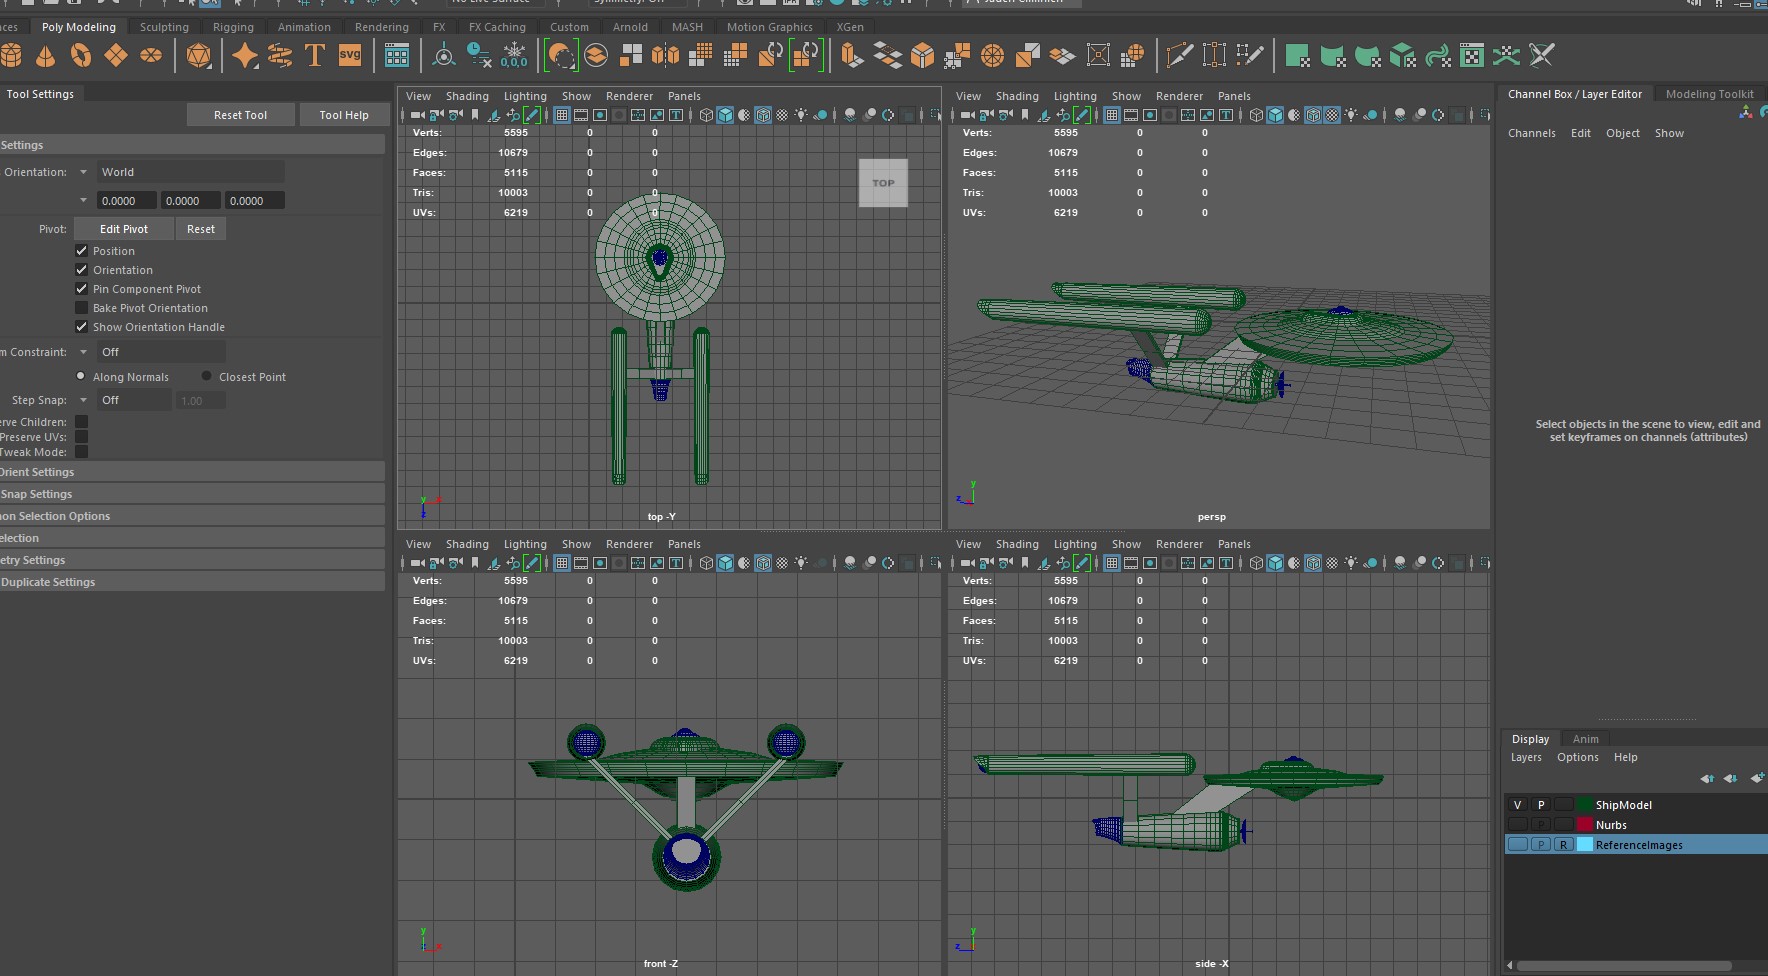 No Live Surface
Symmetry: Off
Poly Modeling Sculpting Rigging Animation Rendering FX FX Caching Custom Arnold MASH Motion Graphics XGen
SVG
0,0,0
Tool Settings
Reset Tool Tool Help
Settings
Orientation: World
0.0000 0.0000 0.0000
Pivot: Edit Pivot Reset
Position
Orientation
Pin Component Pivot
Bake Pivot Orientation
Show Orientation Handle
m Constraint: Off
Along Normals Closest Point
Step Snap: Off 1.00
erve Children:
Preserve UVs:
Tweak Mode:
Orient Settings
Snap Settings
on Selection Options
election
etry Settings
Duplicate Settings
View Shading Lighting Show Renderer Panels
Verts: 5595 0 0
Edges: 10679 0 0
Faces: 5115 0 0
Tris: 10003 0 0
UVs: 6219 0 0
TOP
y x
z
top -Y
View Shading Lighting Show Renderer Panels
Verts: 5595 0 0
Edges: 10679 0 0
Faces: 5115 0 0
Tris: 10003 0 0
UVs: 6219 0 0
y
z
persp
View Shading Lighting Show Renderer Panels
Verts: 5595 0 0
Edges: 10679 0 0
Faces: 5115 0 0
Tris: 10003 0 0
UVs: 6219 0 0
y
z x
front -Z
View Shading Lighting Show Renderer Panels
Verts: 5595 0 0
Edges: 10679 0 0
Faces: 5115 0 0
Tris: 10003 0 0
UVs: 6219 0 0
y
z
side -X
Channel Box / Layer Editor Modeling Toolkit
Channels Edit Object Show
Select objects in the scene to view, edit and
set keyframes on channels (attributes)
Display Anim
Layers Options Help
V P ShipModel
P Nurbs
P R ReferenceImages